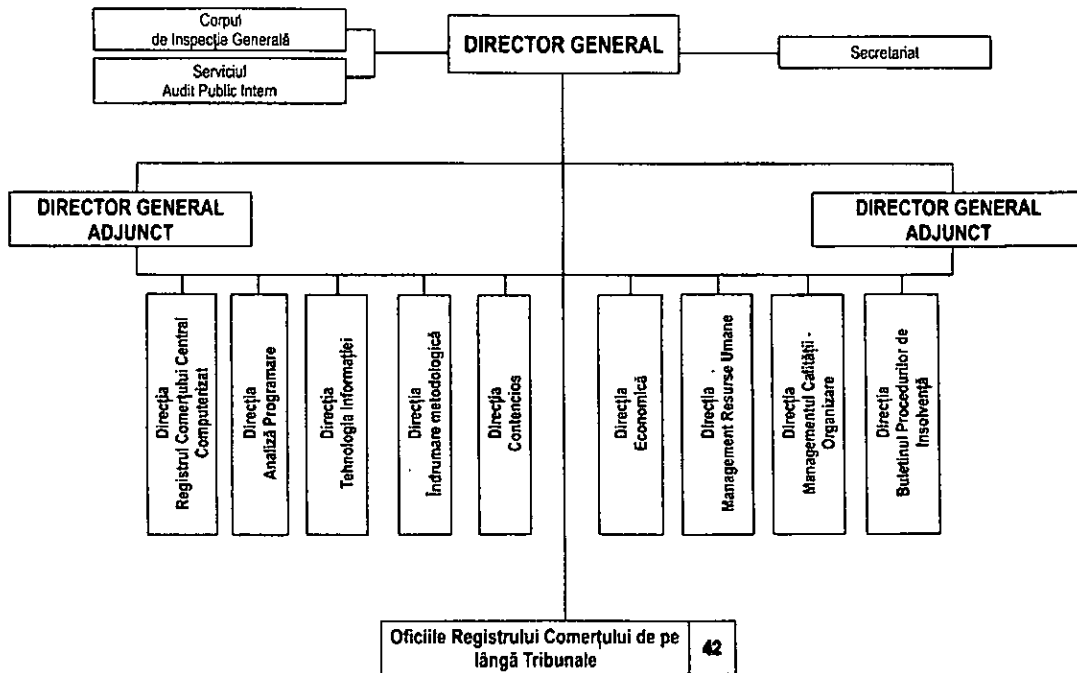 Corpul
de Inspecție Generală
Serviciul
Audit Public Intern
DIRECTOR GENERAL
Secretariat
DIRECTOR GENERAL
ADJUNCT
DIRECTOR GENERAL
ADJUNCT
Direcția
Registrul Comerțului Central
Computerizat
Direcția
Analiză Programare
Direcția
Tehnologia Informației
Direcția
Îndrumare metodologică
Direcția
Contencios
Direcția
Economică
Direcția
Management Resurse Umane
Direcția
Managementul Calității -
Organizare
Direcția
Buletinul Procedurilor de
Insolvență
Oficiile Registrului Comerțului de pe
lângă Tribunale
42